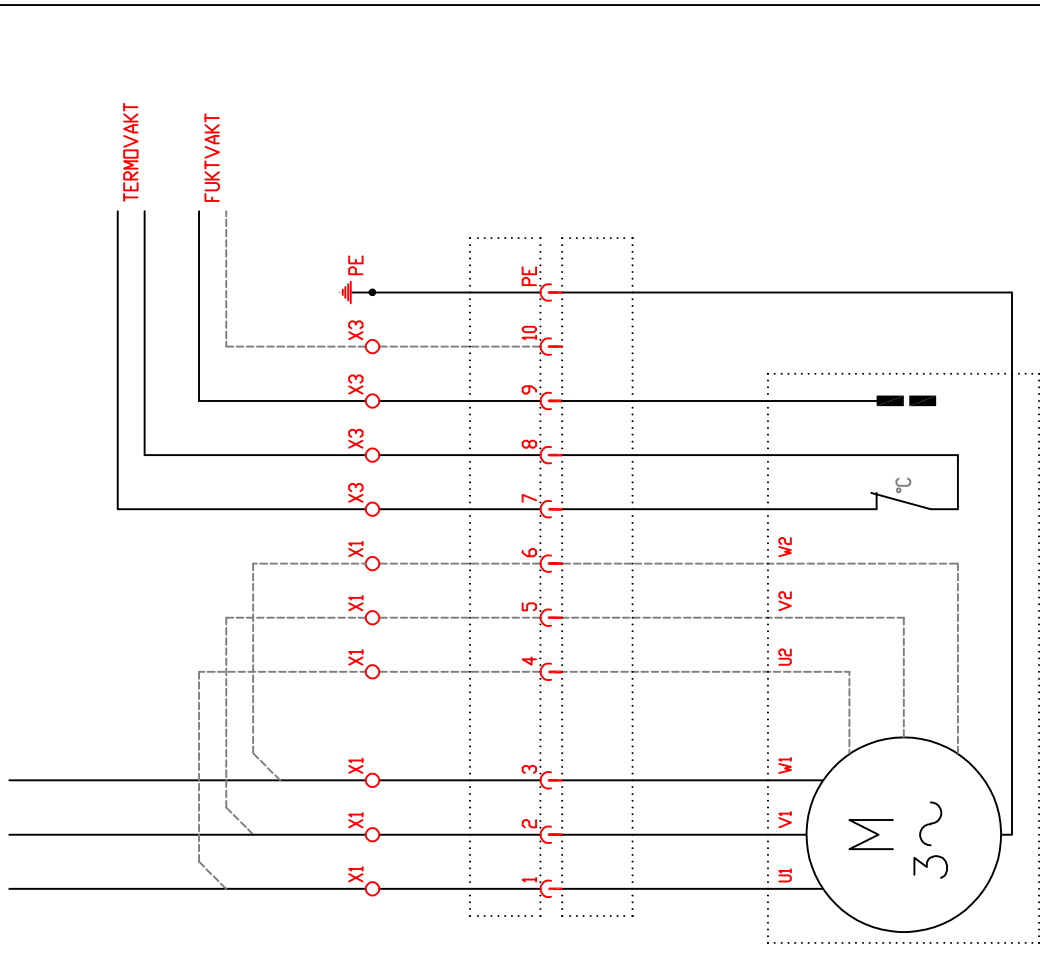 TERMOVAKT
FUKTVAKT
PE
PE
X3
10
X3
9
X3
8
X3
7
°C
X1
6
W2
X1
5
V2
X1
4
U2
X1
3
W1
X1
2
V1
X1
1
U1
M
3~